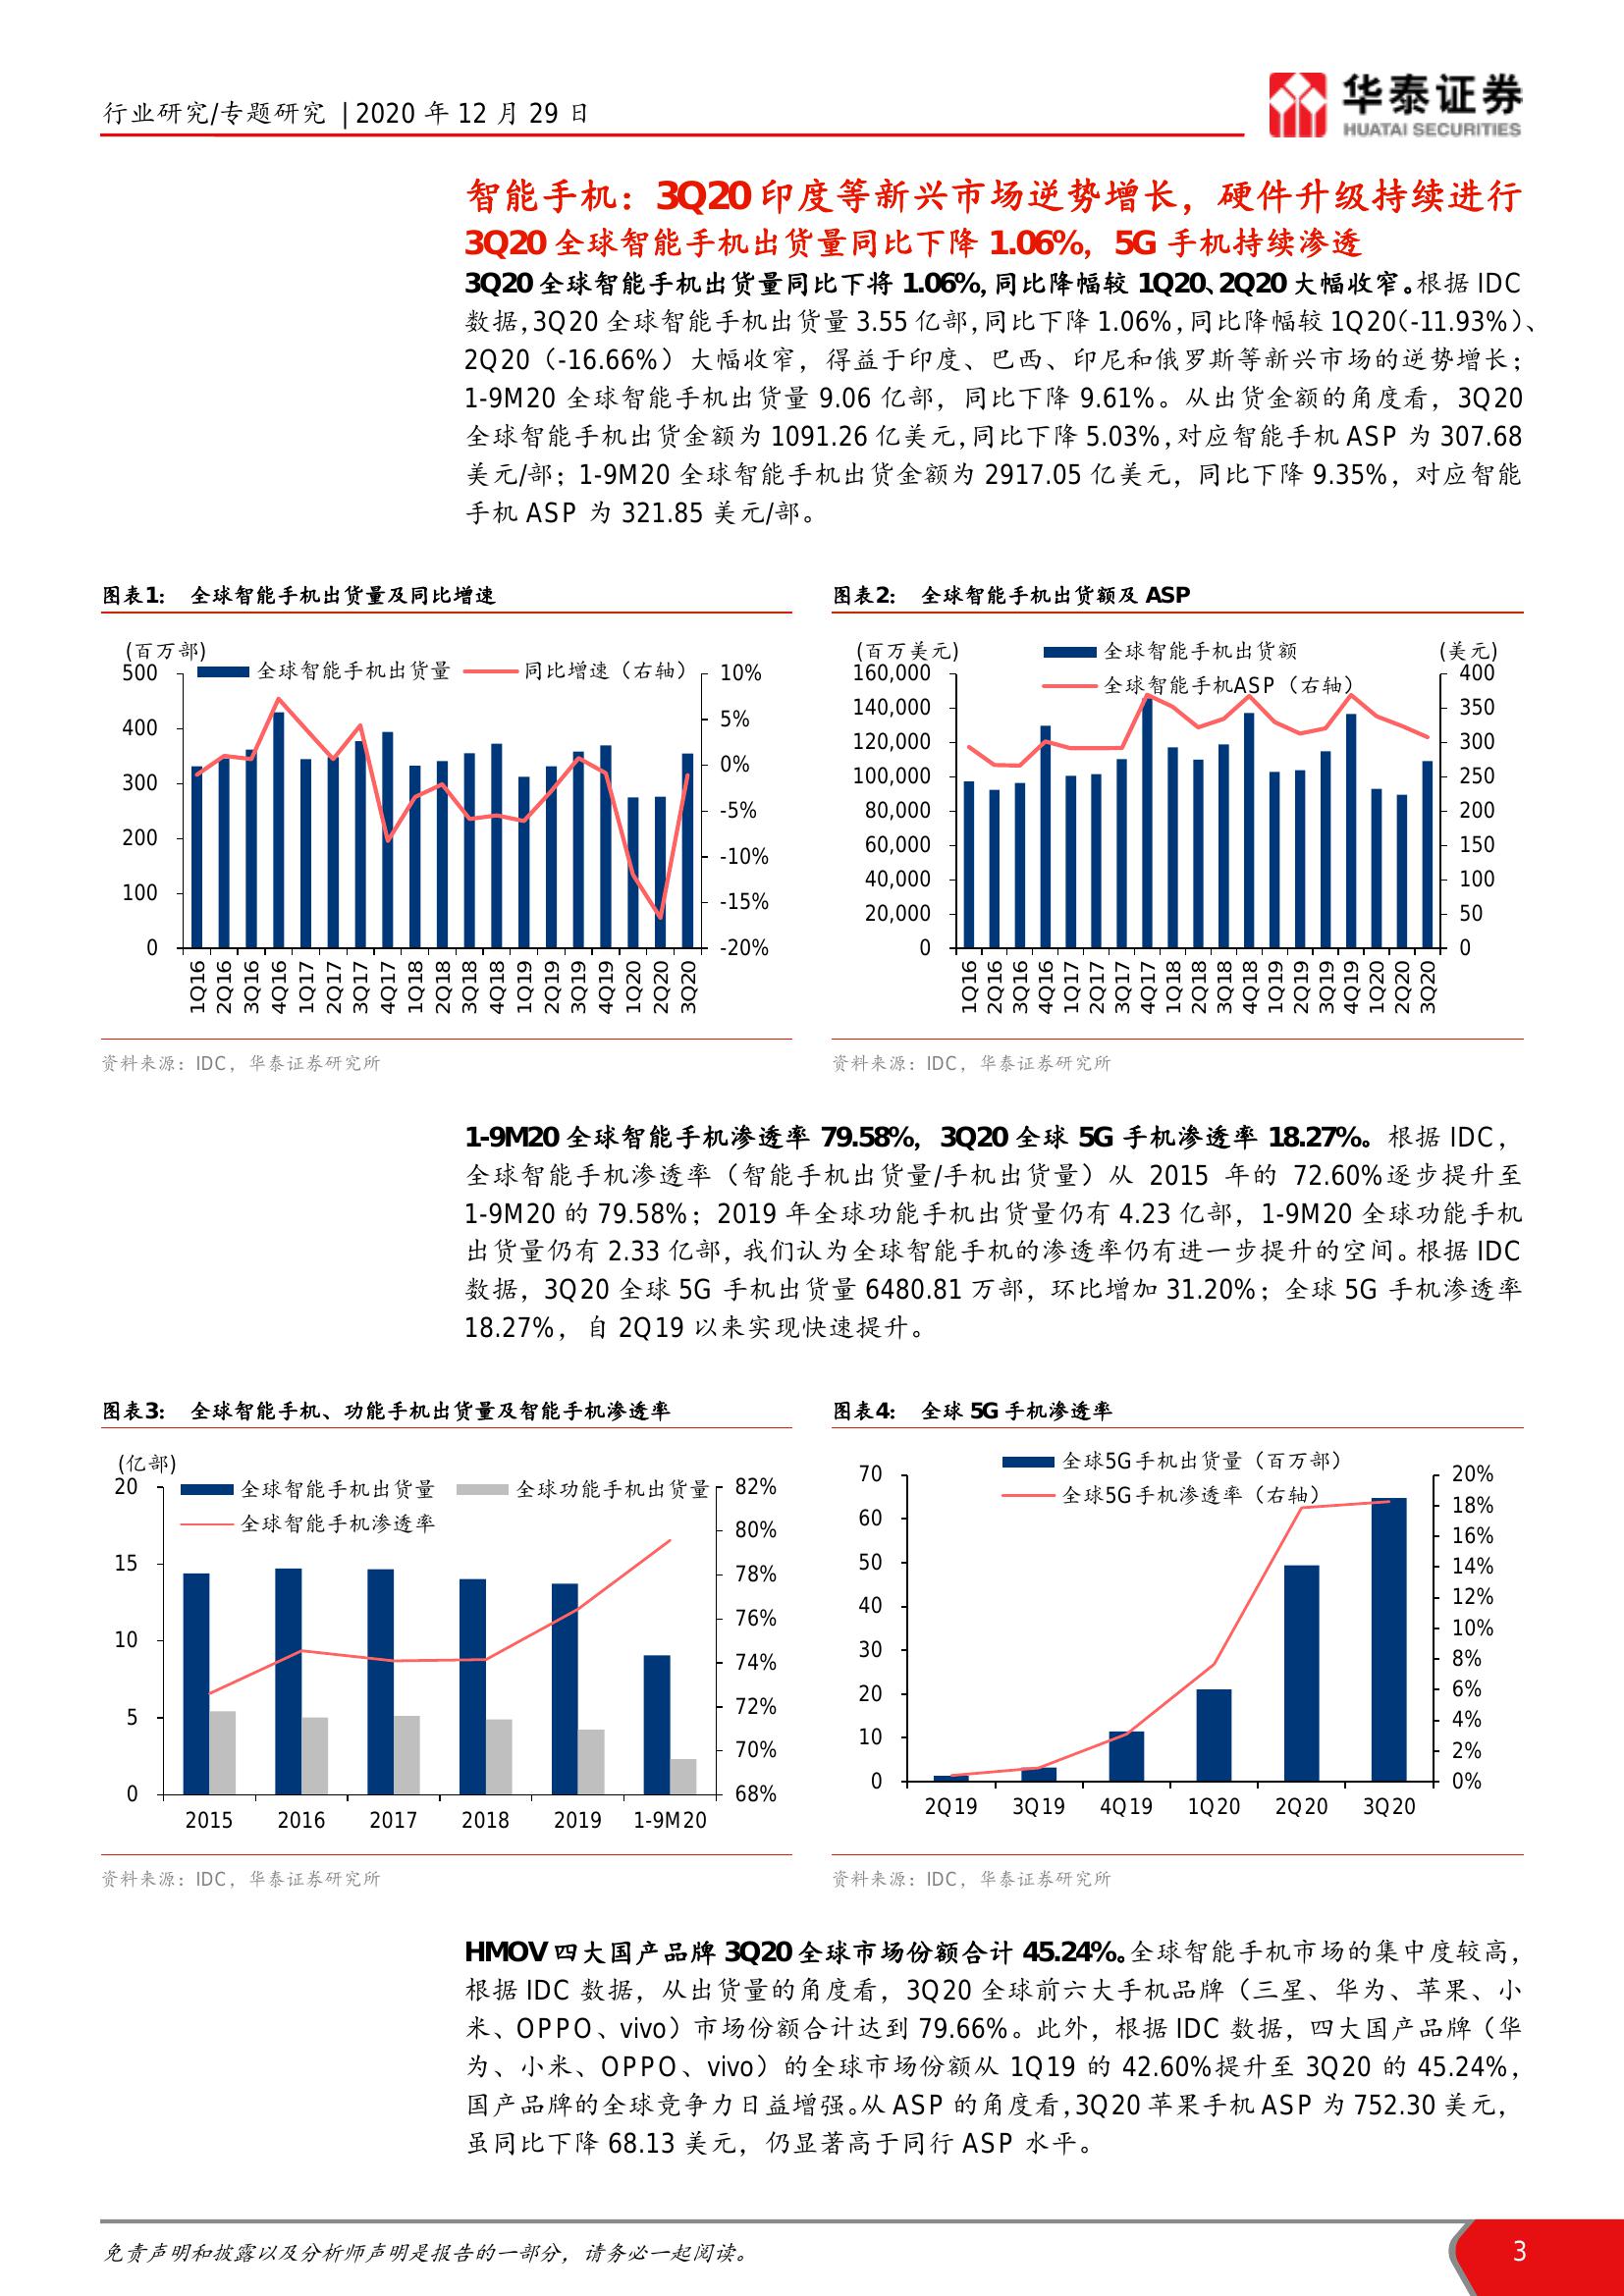 行业研究/专题研究 | 2020 年 12 月 29 日
华泰证券
HUATAI SECURITIES
智能手机：3Q20 印度等新兴市场逆势增长，硬件升级持续进行
3Q20 全球智能手机出货量同比下降 1.06%，5G 手机持续渗透
3Q20 全球智能手机出货量同比下将 1.06%，同比降幅较 1Q20、2Q20 大幅收窄。根据 IDC
数据，3Q20 全球智能手机出货量 3.55 亿部，同比下降 1.06%，同比降幅较 1Q20（-11.93%）、
2Q20（-16.66%）大幅收窄，得益于印度、巴西、印尼和俄罗斯等新兴市场的逆势增长；
1-9M20 全球智能手机出货量 9.06 亿部，同比下降 9.61%。从出货金额的角度看，3Q20
全球智能手机出货金额为 1091.26 亿美元，同比下降 5.03%，对应智能手机 ASP 为 307.68
美元/部；1-9M20 全球智能手机出货金额为 2917.05 亿美元，同比下降 9.35%，对应智能
手机 ASP 为 321.85 美元/部。
图表1： 全球智能手机出货量及同比增速
(百万部)
全球智能手机出货量 同比增速（右轴）
500
400
300
200
100
0
10%
5%
0%
-5%
-10%
-15%
-20%
1Q16 2Q16 3Q16 4Q16 1Q17 2Q17 3Q17 4Q17 1Q18 2Q18 3Q18 4Q18 1Q19 2Q19 3Q19 4Q19 1Q20 2Q20 3Q20
资料来源：IDC，华泰证券研究所
图表2： 全球智能手机出货额及 ASP
(百万美元)
(美元)
全球智能手机出货额
全球智能手机ASP（右轴）
160,000
140,000
120,000
100,000
80,000
60,000
40,000
20,000
0
400
350
300
250
200
150
100
50
0
1Q16 2Q16 3Q16 4Q16 1Q17 2Q17 3Q17 4Q17 1Q18 2Q18 3Q18 4Q18 1Q19 2Q19 3Q19 4Q19 1Q20 2Q20 3Q20
资料来源：IDC，华泰证券研究所
1-9M20 全球智能手机渗透率 79.58%，3Q20 全球 5G 手机渗透率 18.27%。根据 IDC，
全球智能手机渗透率（智能手机出货量/手机出货量）从 2015 年的 72.60%逐步提升至
1-9M20 的 79.58%；2019 年全球功能手机出货量仍有 4.23 亿部，1-9M20 全球功能手机
出货量仍有 2.33 亿部，我们认为全球智能手机的渗透率仍有进一步提升的空间。根据 IDC
数据，3Q20 全球 5G 手机出货量 6480.81 万部，环比增加 31.20%；全球 5G 手机渗透率
18.27%，自 2Q19 以来实现快速提升。
图表3： 全球智能手机、功能手机出货量及智能手机渗透率
(亿部)
全球智能手机出货量 全球功能手机出货量
全球智能手机渗透率
20
15
10
5
0
82%
80%
78%
76%
74%
72%
70%
68%
2015 2016 2017 2018 2019 1-9M20
资料来源：IDC，华泰证券研究所
图表4： 全球 5G 手机渗透率
全球5G手机出货量（百万部）
全球5G手机渗透率（右轴）
70
60
50
40
30
20
10
0
20%
18%
16%
14%
12%
10%
8%
6%
4%
2%
0%
2Q19 3Q19 4Q19 1Q20 2Q20 3Q20
资料来源：IDC，华泰证券研究所
HMOV 四大国产品牌 3Q20 全球市场份额合计 45.24%。全球智能手机市场的集中度较高，
根据 IDC 数据，从出货量的角度看，3Q20 全球前六大手机品牌（三星、华为、苹果、小
米、OPPO、vivo）市场份额合计达到 79.66%。此外，根据 IDC 数据，四大国产品牌（华
为、小米、OPPO、vivo）的全球市场份额从 1Q19 的 42.60%提升至 3Q20 的 45.24%，
国产品牌的全球竞争力日益增强。从 ASP 的角度看，3Q20 苹果手机 ASP 为 752.30 美元，
虽同比下降 68.13 美元，仍显著高于同行 ASP 水平。
免责声明和披露以及分析师声明是报告的一部分，请务必一起阅读。
3